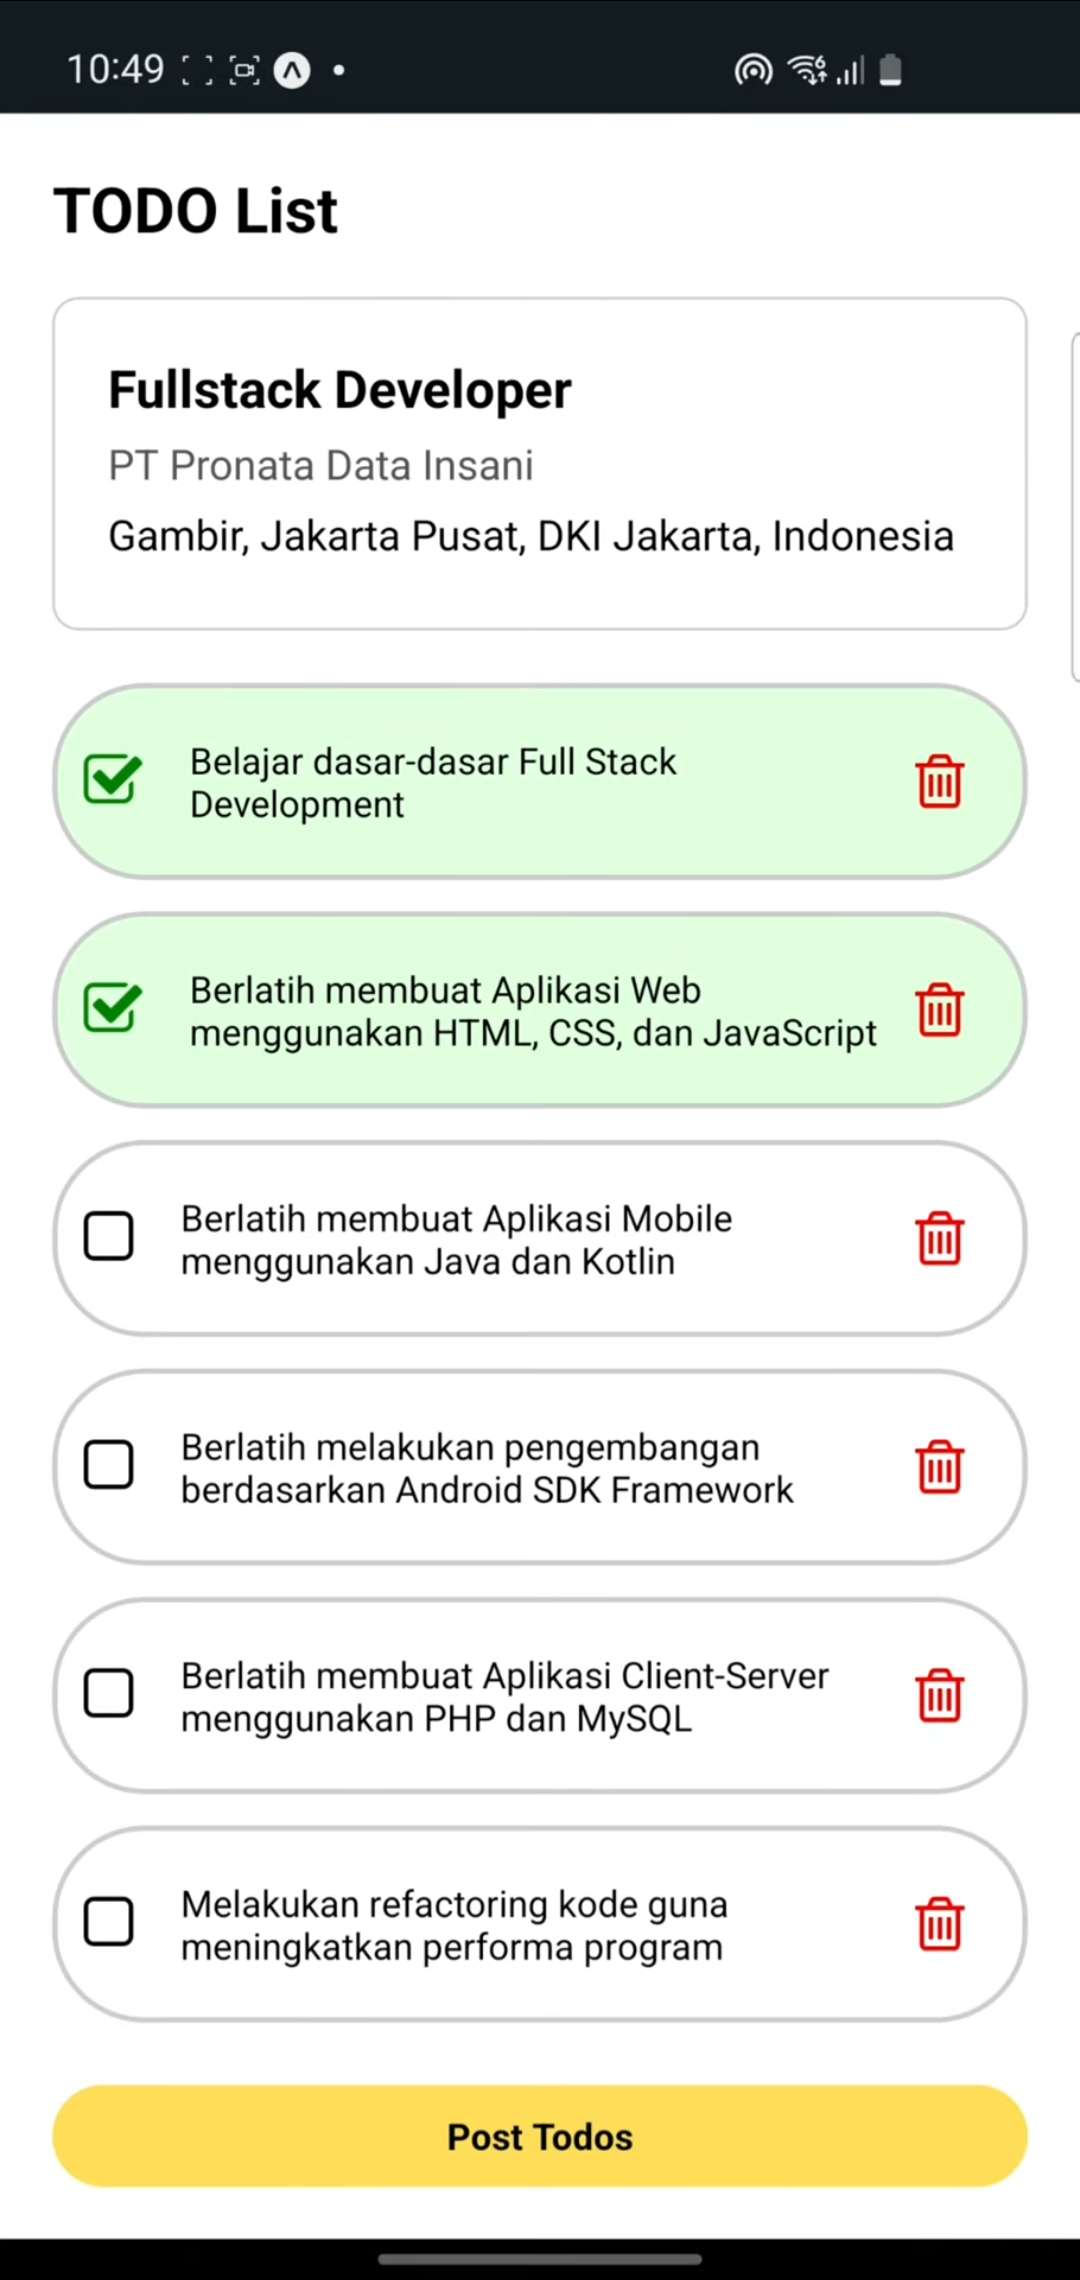 10:49
TODO List
Fullstack Developer
PT Pronata Data Insani
Gambir, Jakarta Pusat, DKI Jakarta, Indonesia
Belajar dasar-dasar Full Stack
Development
Berlatih membuat Aplikasi Web
menggunakan HTML, CSS, dan JavaScript
Berlatih membuat Aplikasi Mobile
menggunakan Java dan Kotlin
Berlatih melakukan pengembangan
berdasarkan Android SDK Framework
Berlatih membuat Aplikasi Client-Server
menggunakan PHP dan MySQL
Melakukan refactoring kode guna
meningkatkan performa program
Post Todos